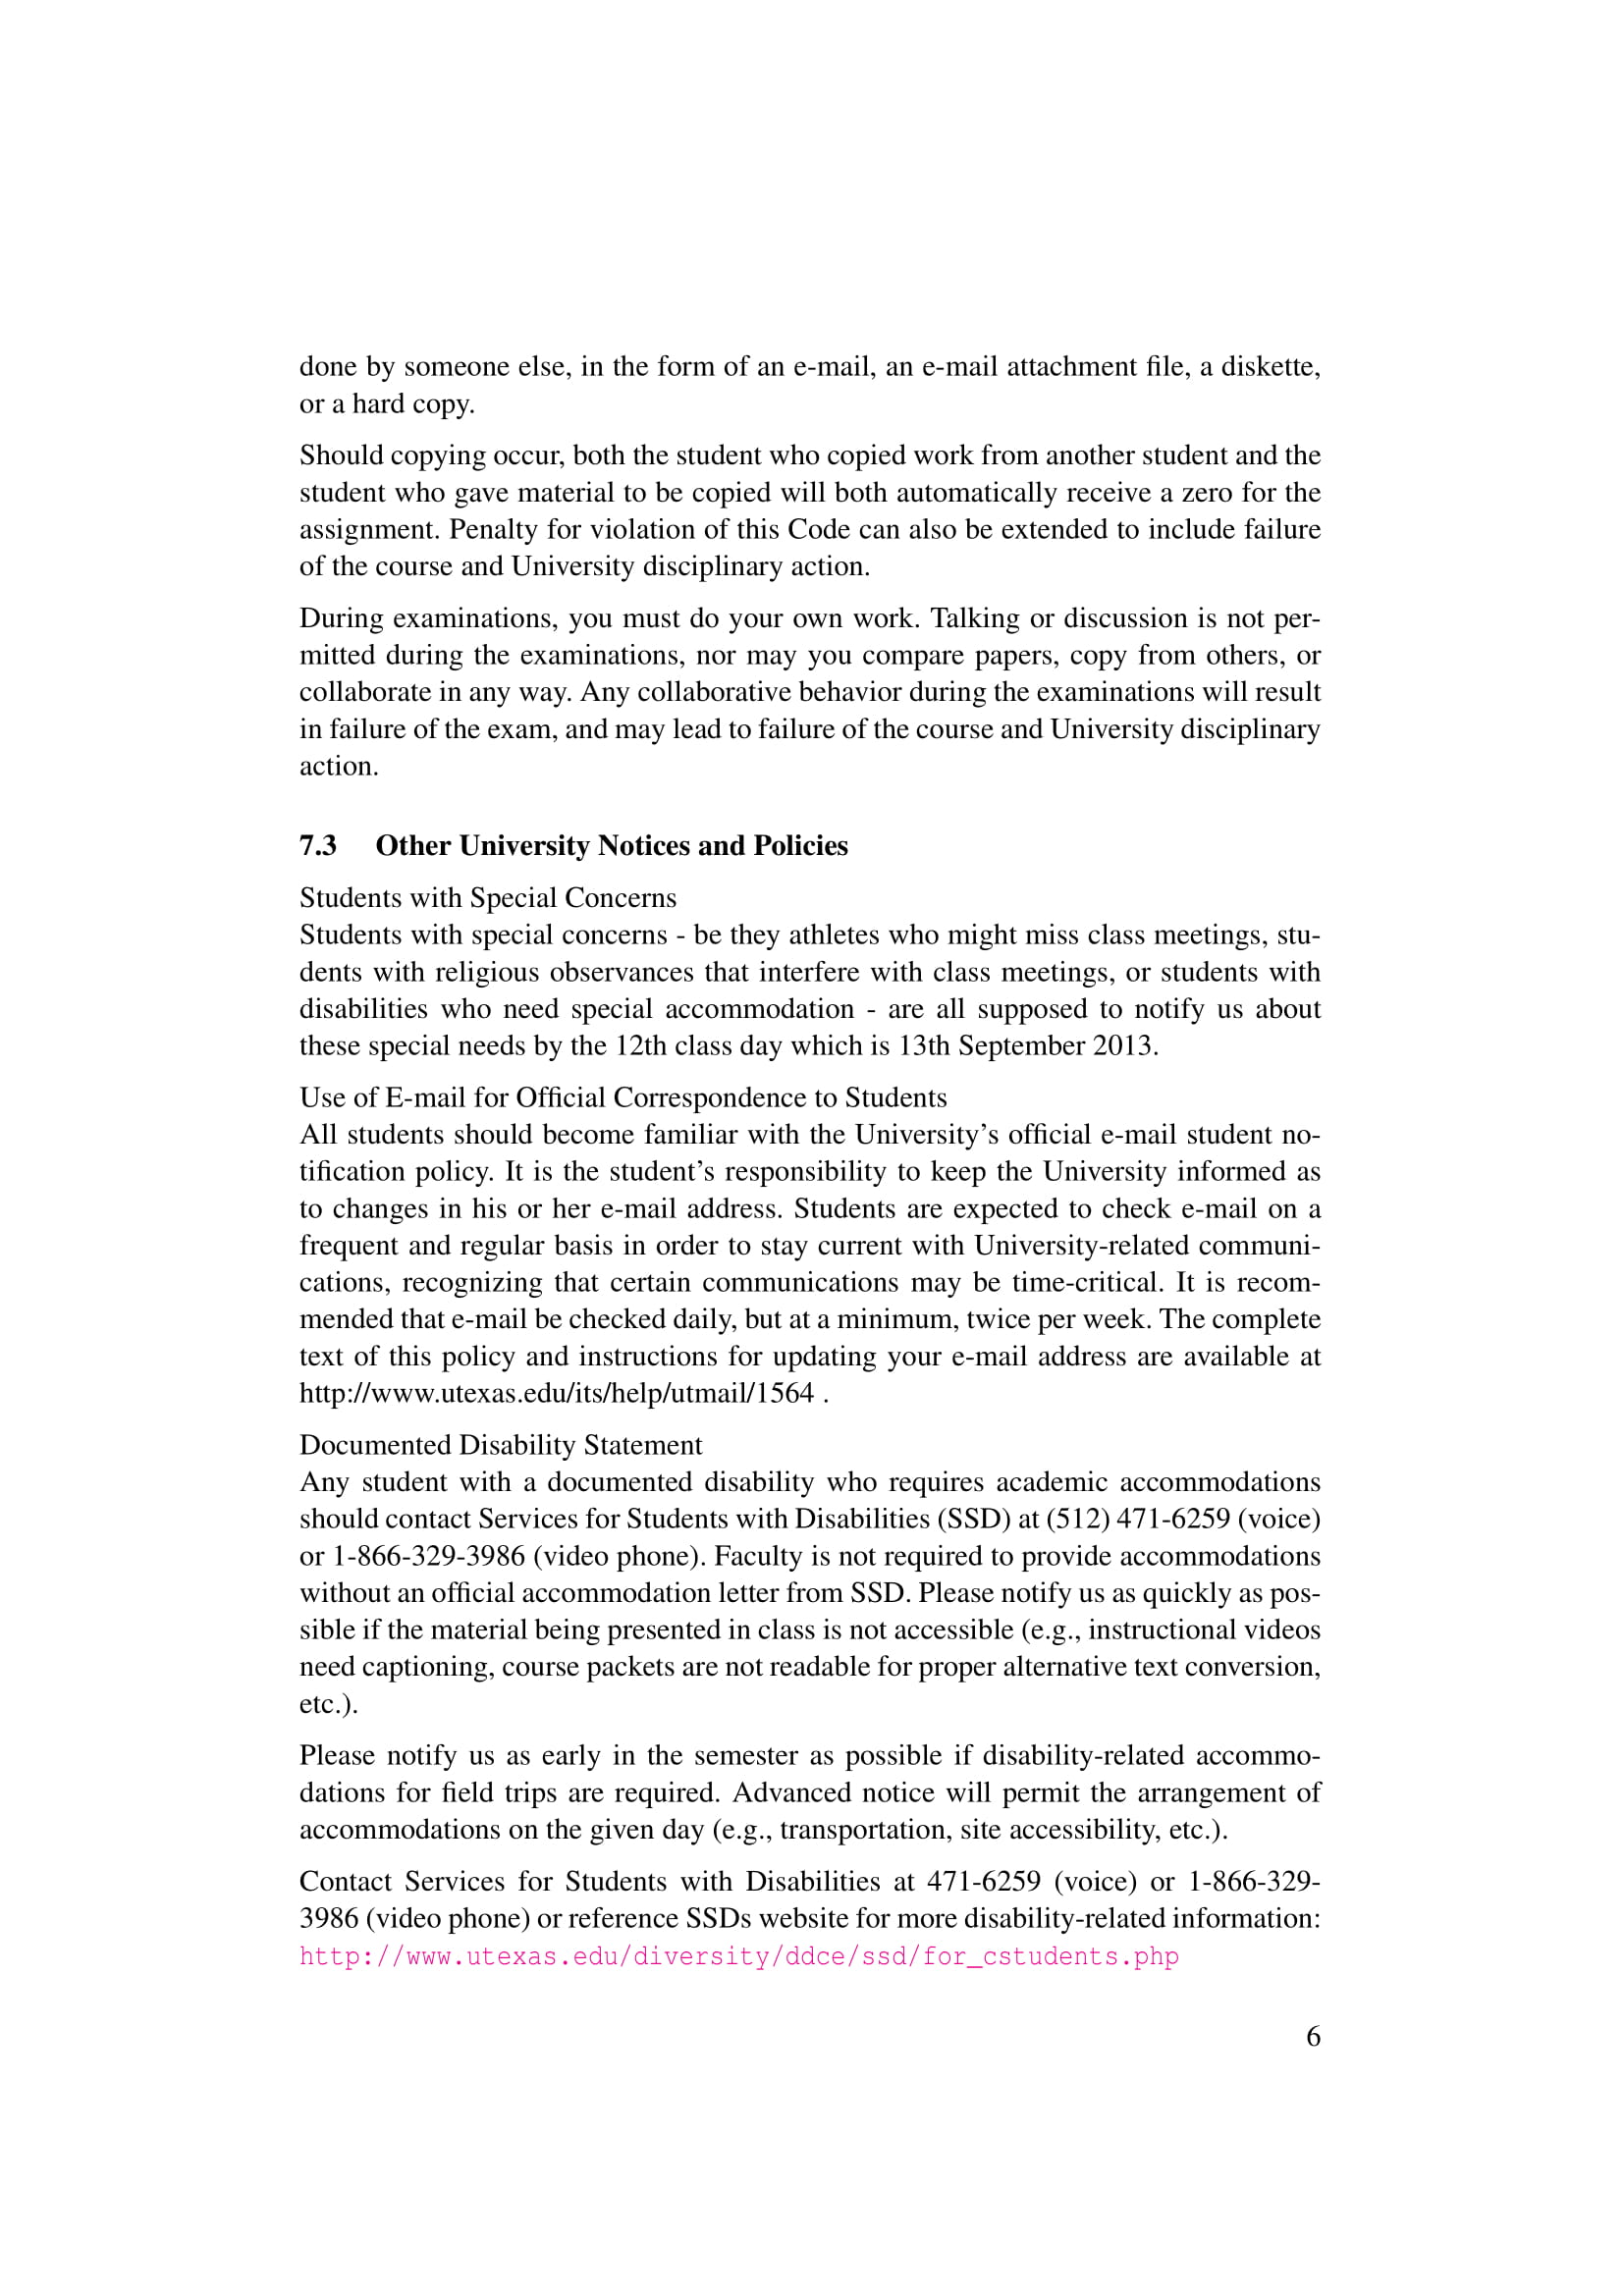 done by someone else, in the form of an e-mail, an e-mail attachment file, a diskette,
or a hard copy.
Should copying occur, both the student who copied work from another student and the
student who gave material to be copied will both automatically receive a zero for the
assignment. Penalty for violation of this Code can also be extended to include failure
of the course and University disciplinary action.
During examinations, you must do your own work. Talking or discussion is not per-
mitted during the examinations, nor may you compare papers, copy from others, or
collaborate in any way. Any collaborative behavior during the examinations will result
in failure of the exam, and may lead to failure of the course and University disciplinary
action.
7.3 Other University Notices and Policies
Students with Special Concerns
Students with special concerns - be they athletes who might miss class meetings, stu-
dents with religious observances that interfere with class meetings, or students with
disabilities who need special accommodation - are all supposed to notify us about
these special needs by the 12th class day which is 13th September 2013.
Use of E-mail for Official Correspondence to Students
All students should become familiar with the University's official e-mail student no-
tification policy. It is the student's responsibility to keep the University informed as
to changes in his or her e-mail address. Students are expected to check e-mail on a
frequent and regular basis in order to stay current with University-related communi-
cations, recognizing that certain communications may be time-critical. It is recom-
mended that e-mail be checked daily, but at a minimum, twice per week. The complete
text of this policy and instructions for updating your e-mail address are available at
http://www.utexas.edu/its/help/utmail/1564 .
Documented Disability Statement
Any student with a documented disability who requires academic accommodations
should contact Services for Students with Disabilities (SSD) at (512) 471-6259 (voice)
or 1-866-329-3986 (video phone). Faculty is not required to provide accommodations
without an official accommodation letter from SSD. Please notify us as quickly as pos-
sible if the material being presented in class is not accessible (e.g., instructional videos
need captioning, course packets are not readable for proper alternative text conversion,
etc.).
Please notify us as early in the semester as possible if disability-related accommo-
dations for field trips are required. Advanced notice will permit the arrangement of
accommodations on the given day (e.g., transportation, site accessibility, etc.).
Contact Services for Students with Disabilities at 471-6259 (voice) or 1-866-329-
3986 (video phone) or reference SSDs website for more disability-related information:
http://www.utexas.edu/diversity/ddce/ssd/for_cstudents.php
6